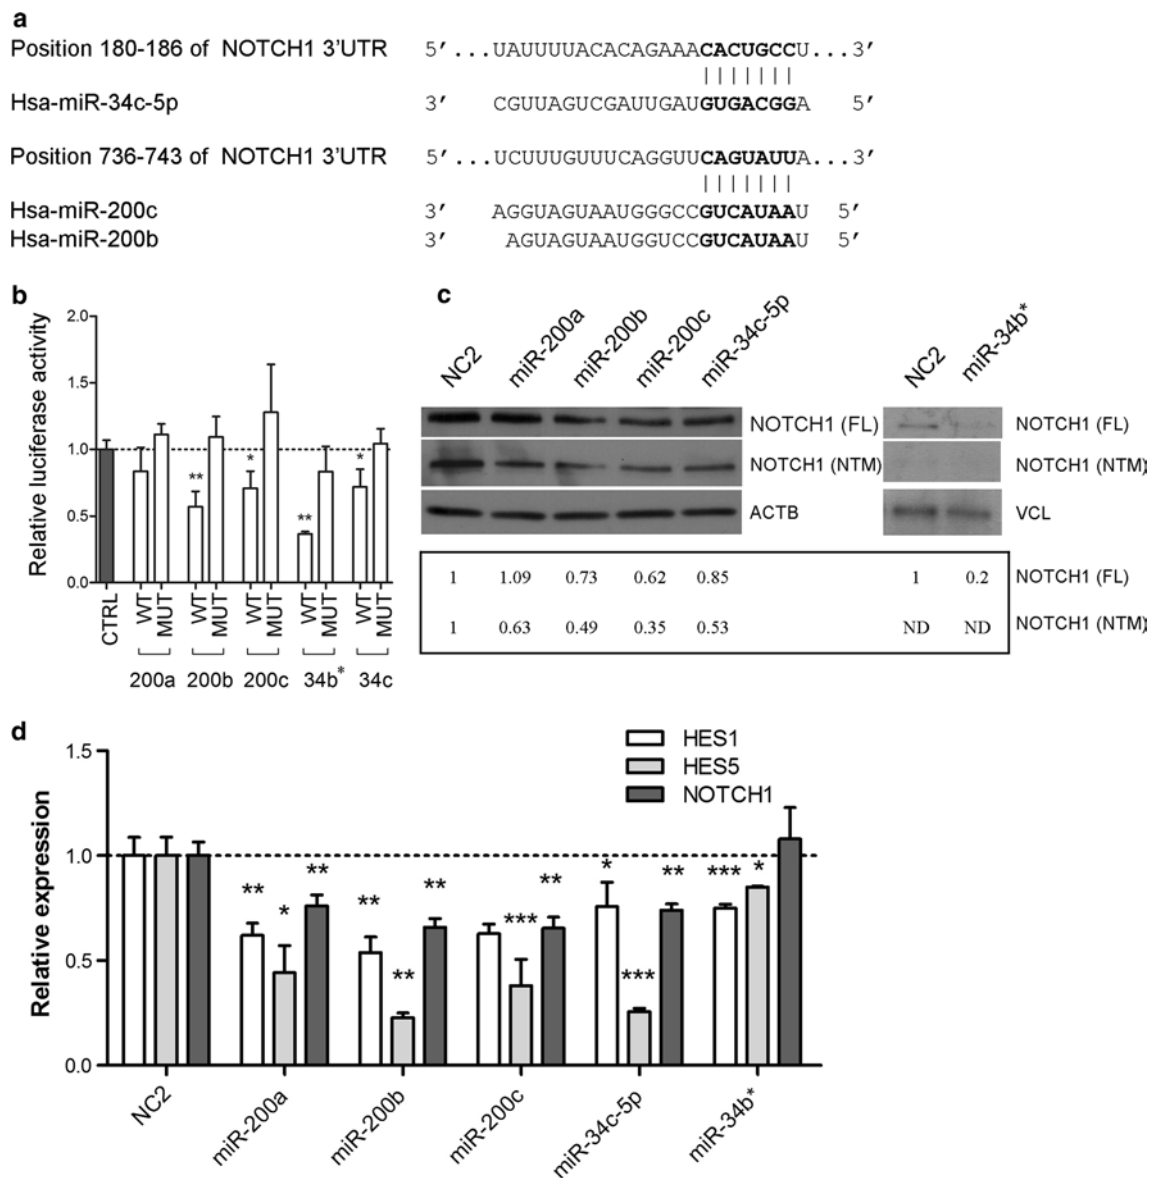 a
Position 180-186 of NOTCH1 3'UTR 5' ...UAUUUUACACAGAAACACUGCCU...3'
Hsa-miR-34c-5p 3' CGUUAGUCGAUUGAUGUGACGGA 5'
Position 736-743 of NOTCH1 3'UTR 5' ...UCUUUGUUUCAGGUUCAGUAUUA...3'
Hsa-miR-200c 3' AGGUAGUAAUGGGCCGUCAUAAU 5'
Hsa-miR-200b 3' AGUAGUAAUGGUCCGUCAUAAU 5'
b
Relative luciferase activity
2.0
1.5
1.0
0.5
0.0
** * ** *
CTRL WT MUT WT MUT WT MUT WT MUT WT MUT
200a 200b 200c 34b* 34c
c
NC2 miR-200a miR-200b miR-200c miR-34c-5p NC2 miR-34b*
NOTCH1 (FL) NOTCH1 (FL)
NOTCH1 (NTM) NOTCH1 (NTM)
ACTB VCL
1 1.09 0.73 0.62 0.85 1 0.2 NOTCH1 (FL)
1 0.63 0.49 0.35 0.53 ND ND NOTCH1 (NTM)
d
Relative expression
1.5
1.0
0.5
0.0
HES1
HES5
NOTCH1
** * ** ** ** ** *** ** * *** ** *** *
NC2 miR-200a miR-200b miR-200c miR-34c-5p miR-34b*